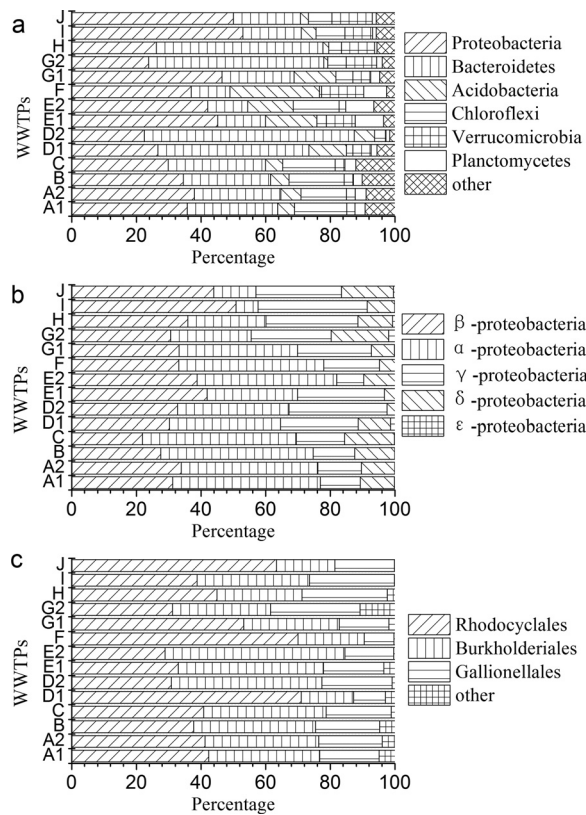 a
WWTPs
J
I
H
G2
G1
F
E2
E1
D2
D1
C
B
A2
A1
0 20 40 60 80 100
Percentage
Proteobacteria
Bacteroidetes
Acidobacteria
Chloroflexi
Verrucomicrobia
Planctomycetes
other
b
WWTPs
J
I
H
G2
G1
F
E2
E1
D2
D1
C
B
A2
A1
0 20 40 60 80 100
Percentage
β -proteobacteria
α -proteobacteria
γ -proteobacteria
δ -proteobacteria
ε -proteobacteria
c
WWTPs
J
I
H
G2
G1
F
E2
E1
D2
D1
C
B
A2
A1
0 20 40 60 80 100
Percentage
Rhodocyclales
Burkholderiales
Gallionellales
other